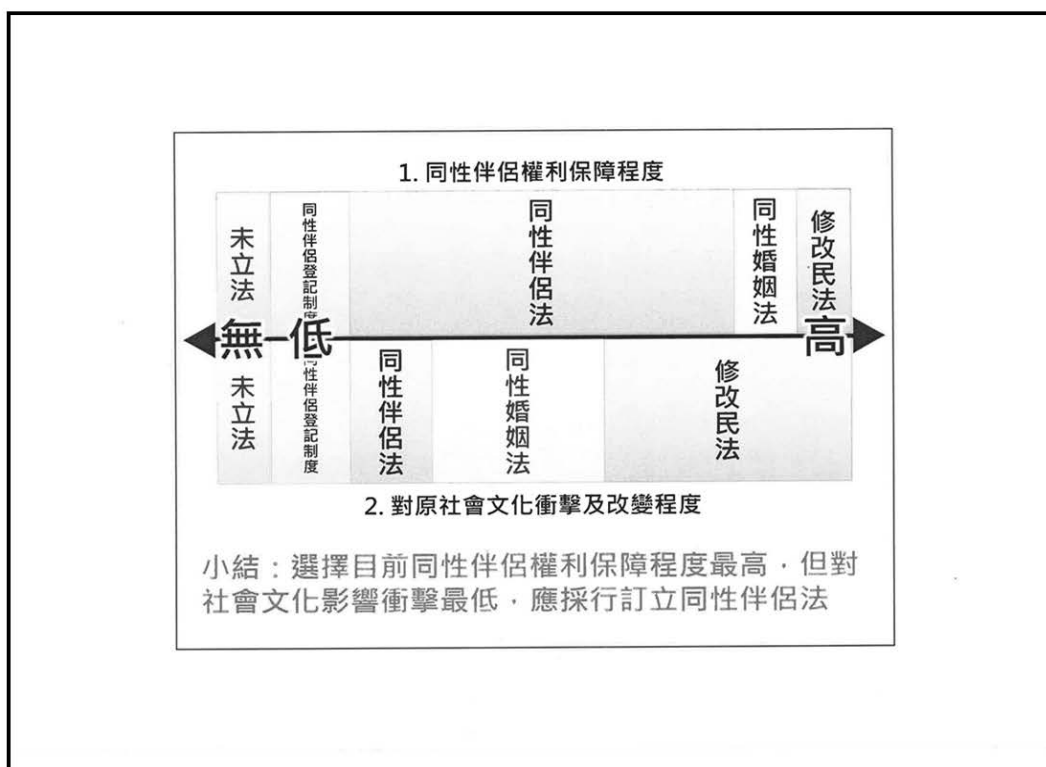 1. 同性伴侶權利保障程度
未立法
同性伴侶登記制度
同性伴侶法
同性婚姻法
修改民法
無
低
高
未立法
同性伴侶登記制度
同性伴侶法
同性婚姻法
修改民法
2. 對原社會文化衝擊及改變程度
小結：選擇目前同性伴侶權利保障程度最高，但對
社會文化影響衝擊最低，應採行訂立同性伴侶法